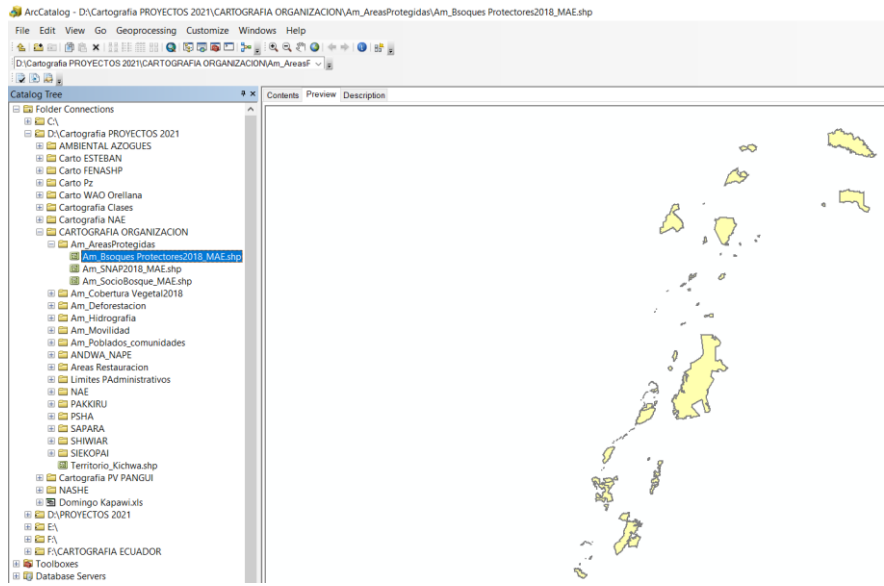 ArcCatalog - D:\Cartografia PROYECTOS 2021\CARTOGRAFIA ORGANIZACION\Am_AreasProtegidas\Am_Bsoques Protectores2018_MAE.shp
File Edit View Go Geoprocessing Customize Windows Help
D:\Cartografia PROYECTOS 2021\CARTOGRAFIA ORGANIZACION\Am_AreasF
Catalog Tree
Contents Preview Description
Folder Connections
C:\
D:\Cartografia PROYECTOS 2021
AMBIENTAL AZOGUES
Carto ESTEBAN
Carto FENASHP
Carto Pz
Carto WAO Orellana
Cartografia Clases
Cartografia NAE
CARTOGRAFIA ORGANIZACION
Am_AreasProtegidas
Am_Bsoques Protectores2018_MAE.shp
Am_SNAP2018_MAE.shp
Am_SocioBosque_MAE.shp
Am_Cobertura Vegetal2018
Am_Deforestacion
Am_Hidrografia
Am_Movilidad
Am_Poblados_comunidades
ANDWA_NAPE
Areas Restauracion
Limites PAdministrativos
NAE
PAKKIRU
PSHA
SAPARA
SHIWIAR
SIEKOPAI
Territorio_Kichwa.shp
Cartografia PV PANGUI
NASHE
Domingo Kapawi.xls
D:\PROYECTOS 2021
E:\
F:\
F:\CARTOGRAFIA ECUADOR
Toolboxes
Database Servers